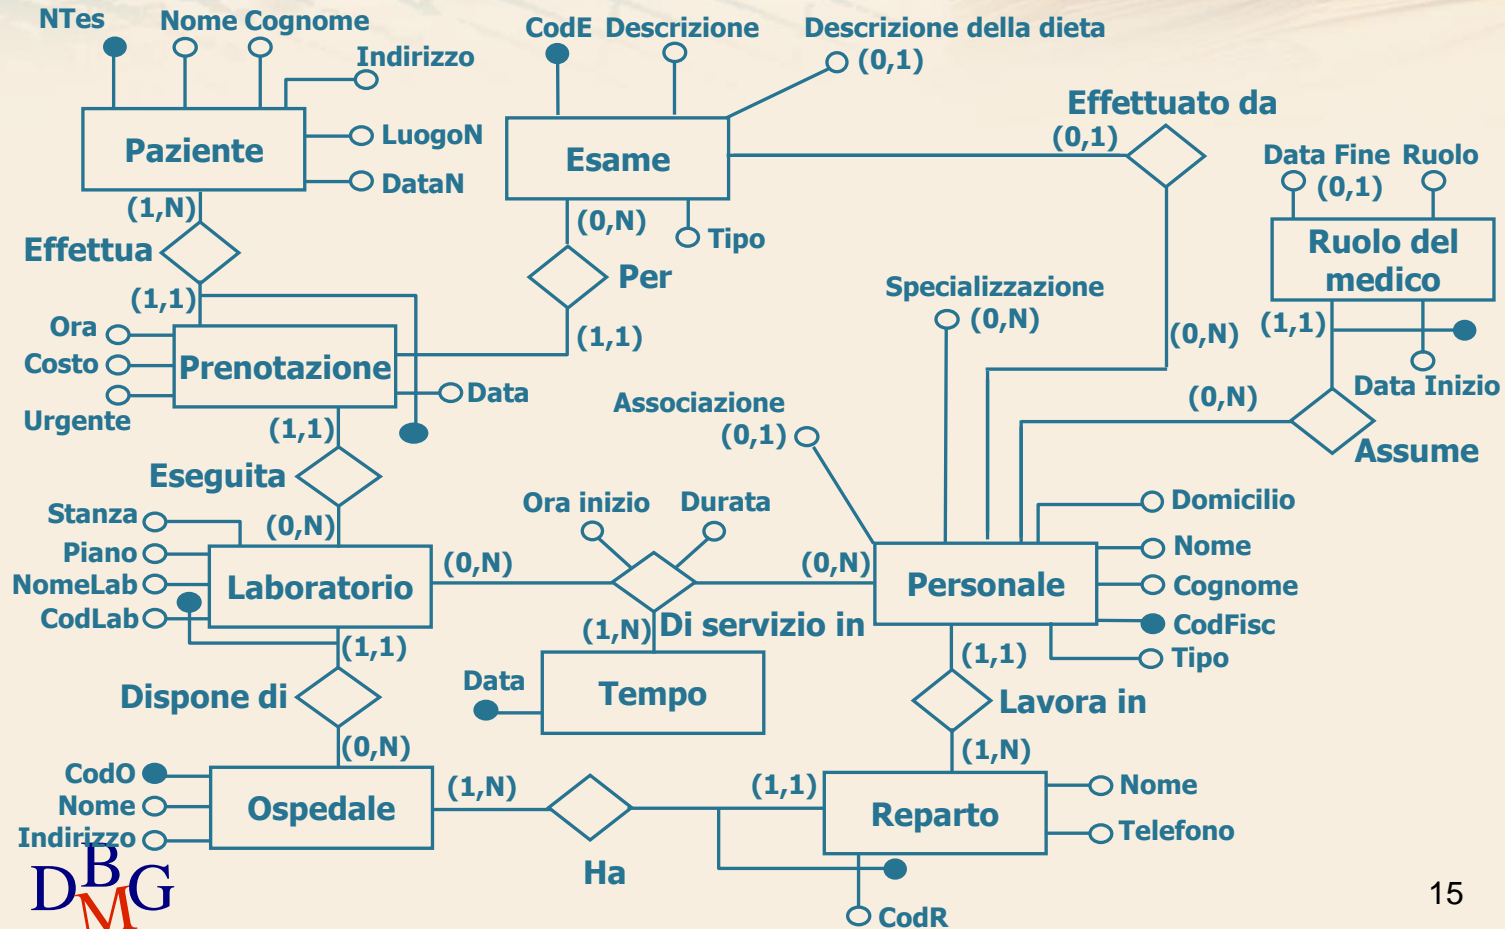 NTes Nome Cognome CodE Descrizione Descrizione della dieta
(0,1)
Indirizzo
Paziente
LuogoN
DataN
Esame
Effettuato da
(0,1)
Data Fine Ruolo
(0,1)
(1,N)
(0,N)
Tipo
Ruolo del
medico
Effettua
Per
(1,1)
Specializzazione
(0,N)
(0,N)
(1,1)
Ora
(1,1)
Costo
Prenotazione
Data
Data Inizio
Urgente
Associazione
(0,1)
(0,N)
(1,1)
Assume
Eseguita
Stanza
(0,N)
Ora inizio Durata
Domicilio
Piano
Nome
NomeLab
Laboratorio
(0,N)
(0,N)
Personale
Cognome
CodLab
(1,N)
Di servizio in
CodFisc
(1,1)
(1,1)
Tipo
Dispone di
Data
Tempo
Lavora in
(0,N)
(1,N)
CodO
Nome
Ospedale
(1,N)
(1,1)
Reparto
Nome
Indirizzo
Telefono
Ha
DBMG
CodR
15